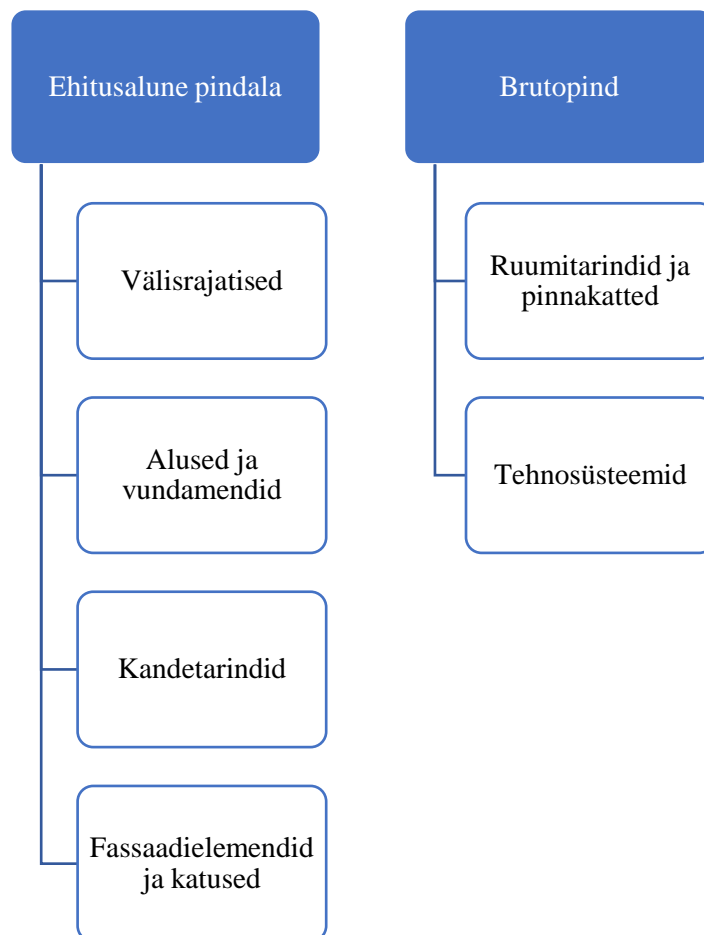 Ehitusalune pindala
Välisrajatised
Alused ja
vundamendid
Kandetarindid
Fassaadielemendid
ja katused
Brutopind
Ruumitarindid ja
pinnakatted
Tehnosüsteemid